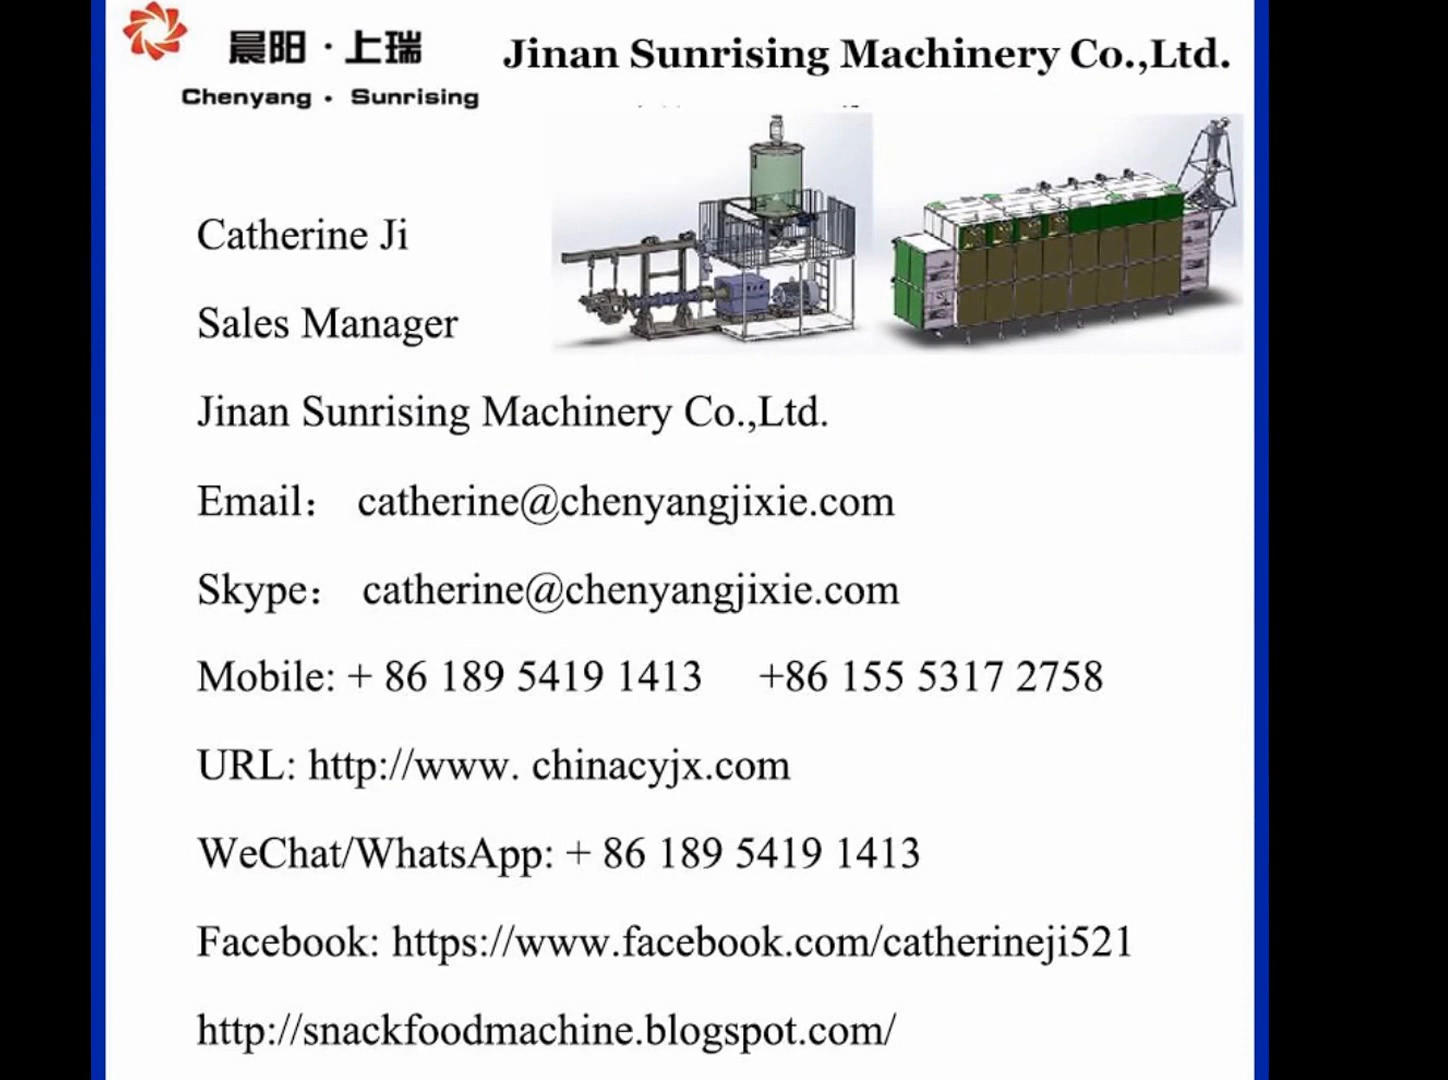 晨阳·上瑞
Chenyang · Sunrising
Jinan Sunrising Machinery Co.,Ltd.
Catherine Ji
Sales Manager
Jinan Sunrising Machinery Co.,Ltd.
Email： catherine@chenyangjixie.com
Skype： catherine@chenyangjixie.com
Mobile: + 86 189 5419 1413 +86 155 5317 2758
URL: http://www. chinacyjx.com
WeChat/WhatsApp: + 86 189 5419 1413
Facebook: https://www.facebook.com/catherineji521
http://snackfoodmachine.blogspot.com/